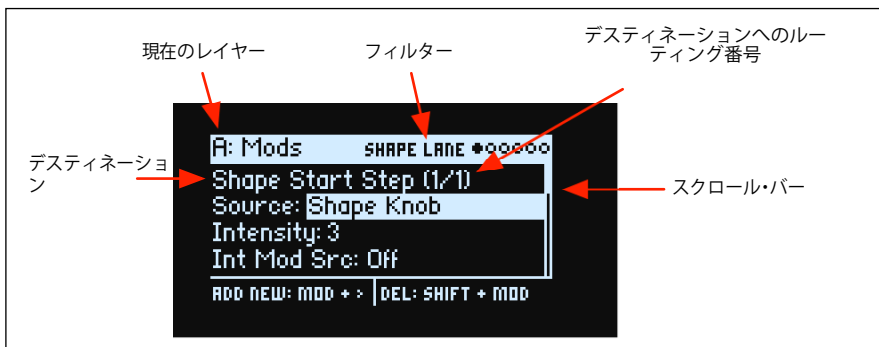 現在のレイヤー
フィルター
デスティネーションへのルー
ティング番号
デスティネーショ
ン
スクロール・バー
A: Mods SHAPE LANE
Shape Start Step (1/1)
Source: Shape Knob
Intensity: 3
Int Mod Src: Off
ADD NEW: MOD + > DEL: SHIFT + MOD